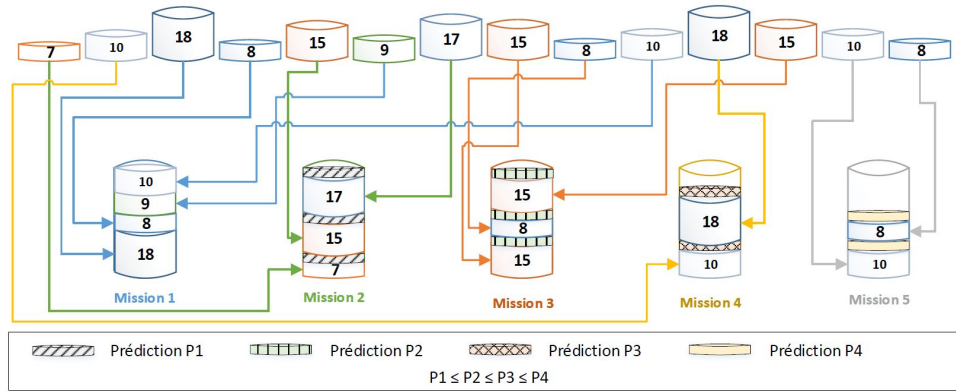 7 10 18 8 15 9 17 15 8 10 18 15 10 8
10 9 8 18
17 15 7
15 8 15
18 10
8 10
Mission 1 Mission 2 Mission 3 Mission 4 Mission 5
Prédiction P1 Prédiction P2 Prédiction P3 Prédiction P4
P1 ≤ P2 ≤ P3 ≤ P4